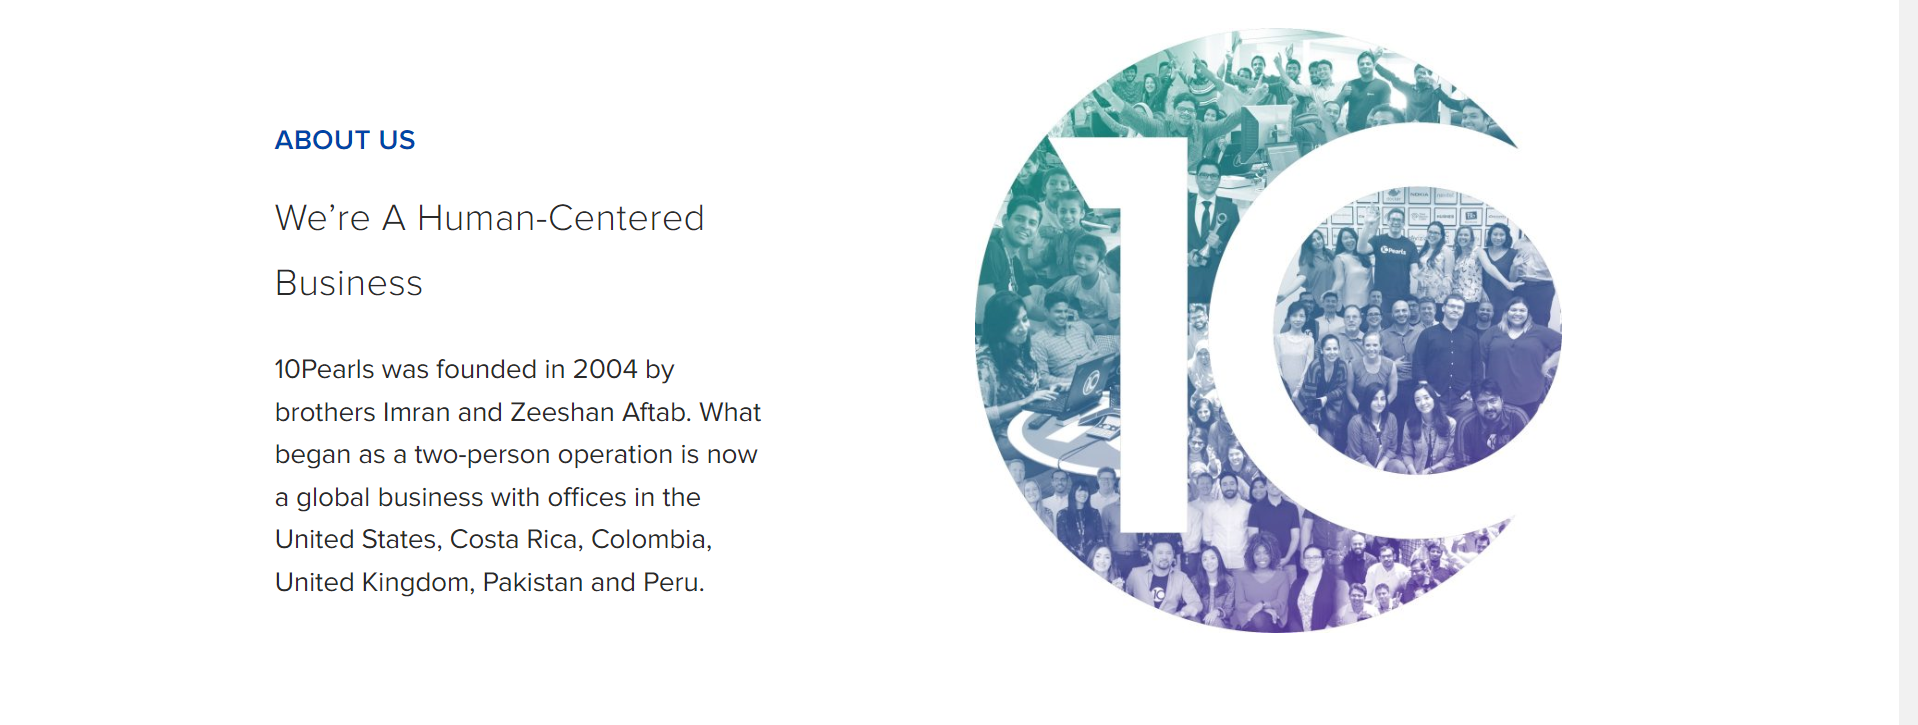 ABOUT US
We’re A Human-Centered
Business
10Pearls was founded in 2004 by
brothers Imran and Zeeshan Aftab. What
began as a two-person operation is now
a global business with offices in the
United States, Costa Rica, Colombia,
United Kingdom, Pakistan and Peru.
10
10Pearls